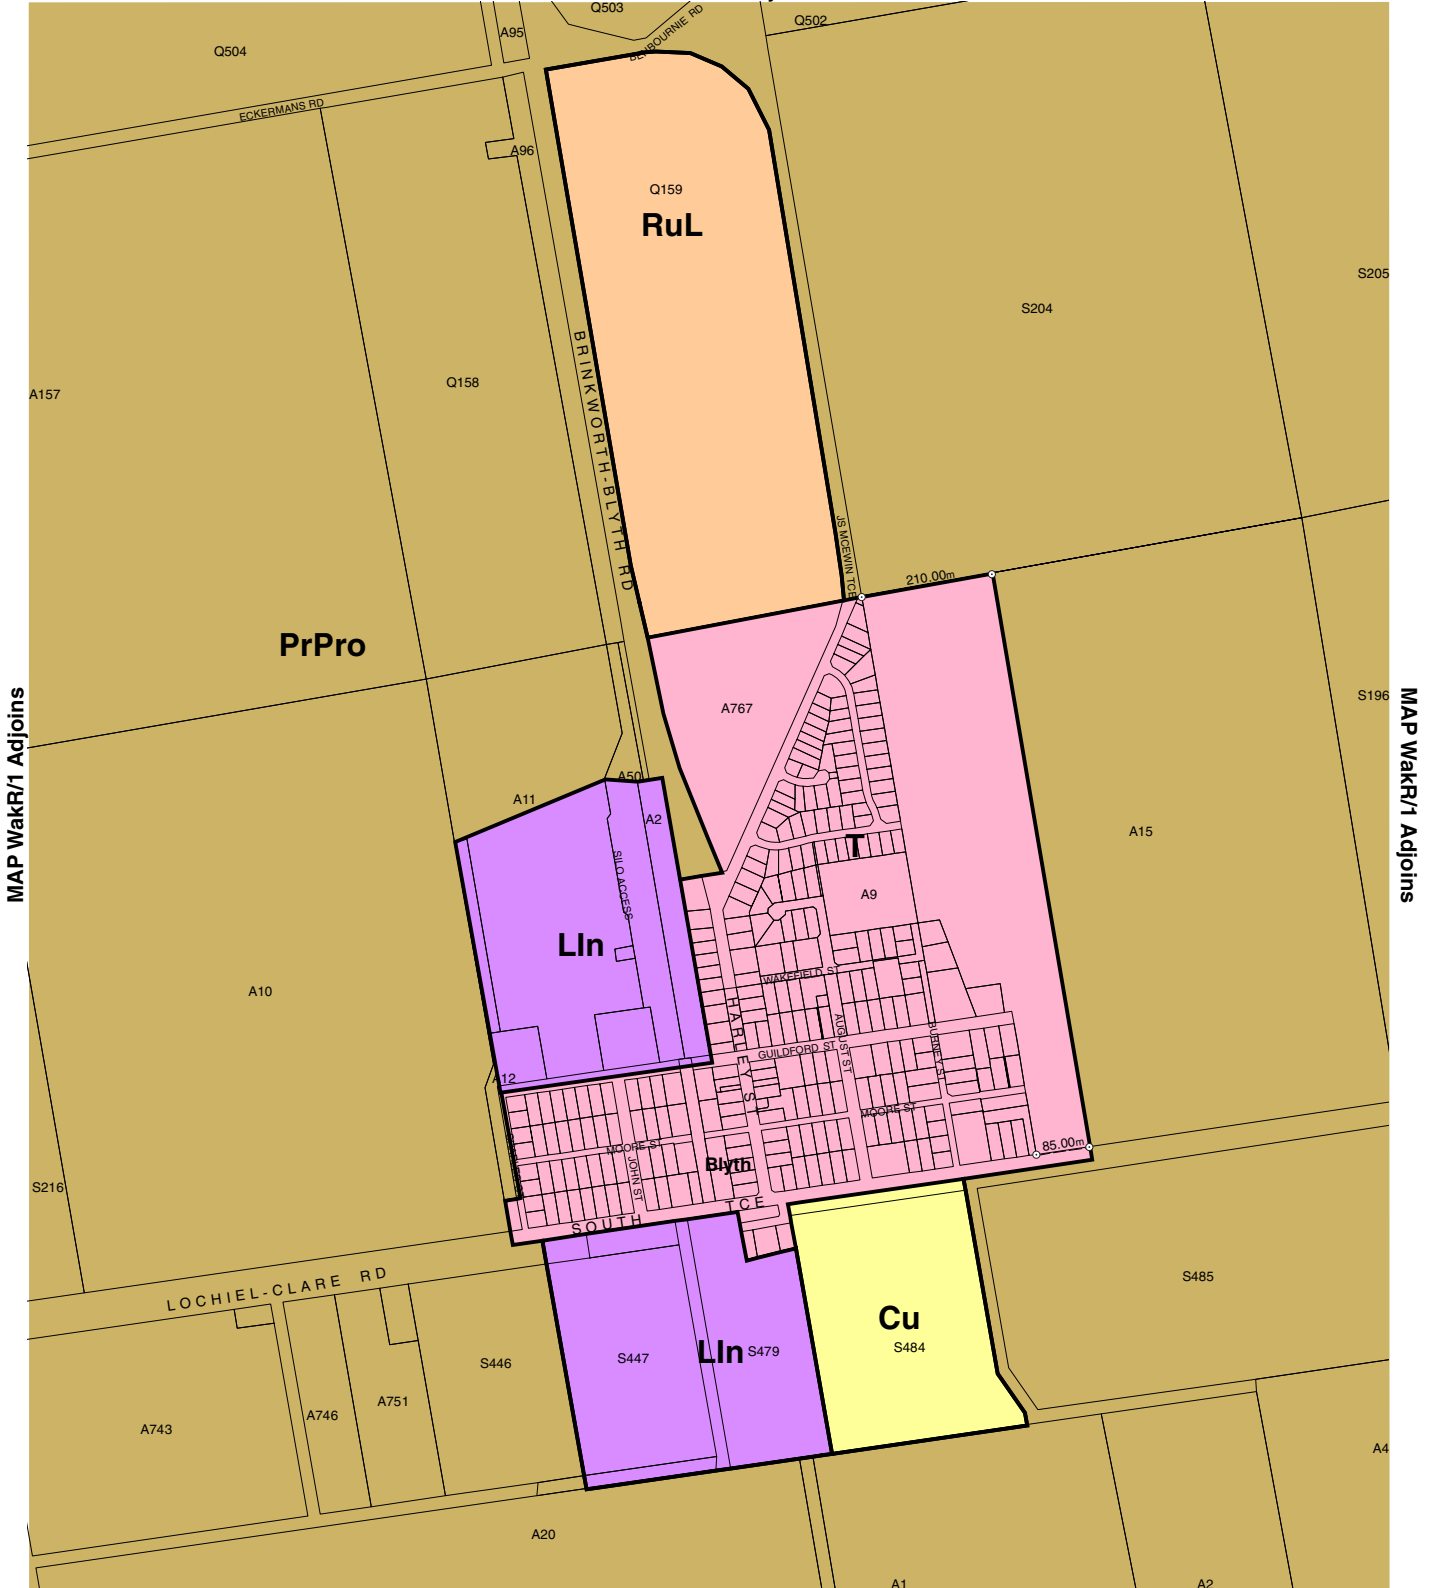 Q503
Q502
A95
Q504
BENBOURNIE RD
ECKERMANS RD
A96
Q159
RuL
S205
S204
Q158
A157
BRINKWORTH-BLYTH RD
JS MCEWIN TCE
210.00m
PrPro
MAP WakR/1 Adjoins
S196
MAP WakR/1 Adjoins
A767
A50
A11
A2
A15
T
SILO ACCESS
A9
LIn
WAKEFIELD ST
A10
HARLEY ST
AUGUST ST
BURNEY ST
GUILDFORD ST
A12
MOORE ST
MOORE ST
85.00m
Blyth
JOHN ST
S216
SOUTH TCE
LOCHIEL-CLARE RD
S485
Cu
S484
LIn
S479
S447
S446
A751
A746
A743
A4
A20
A1
A2